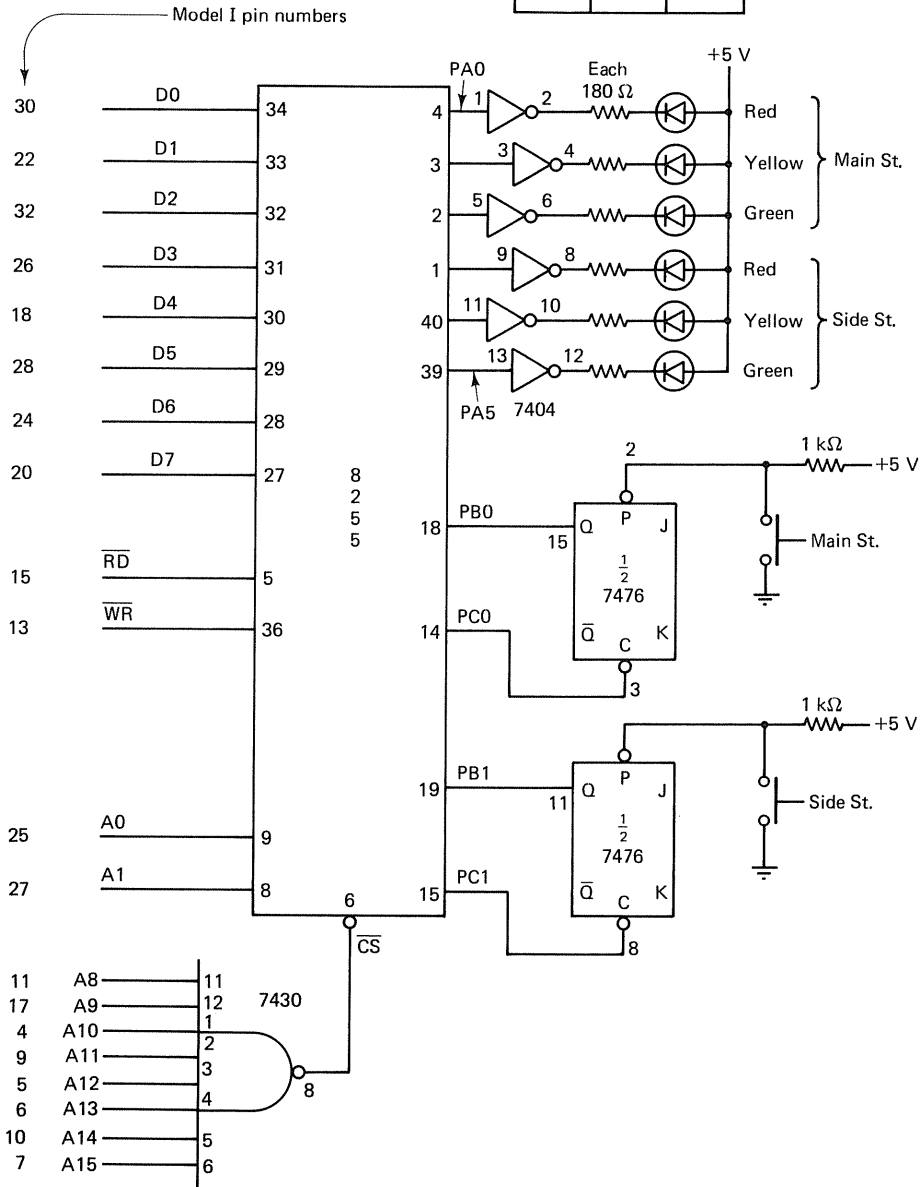 Model I pin numbers
+5 V
PA0
Each
180 Ω
30 D0 34 4 1 2 Red
22 D1 33 3 3 4 Yellow Main St.
32 D2 32 2 5 6 Green
26 D3 31 1 9 8 Red
18 D4 30 40 11 10 Yellow Side St.
28 D5 29 39 13 12 Green
PA5 7404
24 D6 28
20 D7 27
8
2
5
5
2 1 kΩ +5 V
18 PB0 15 Q P J
1/2
7476
Main St.
15 RD̅ 5
13 WR̅ 36
14 PC0 Q̅ C K
3
1 kΩ +5 V
19 PB1 11 Q P J
1/2
7476
Side St.
25 A0 9
27 A1 8
15 PC1 Q̅ C K
8
6
CS̅
11 A8 11
17 A9 12
7430
4 A10 1
9 A11 2
5 A12 3
6 A13 4
8
10 A14 5
7 A15 6